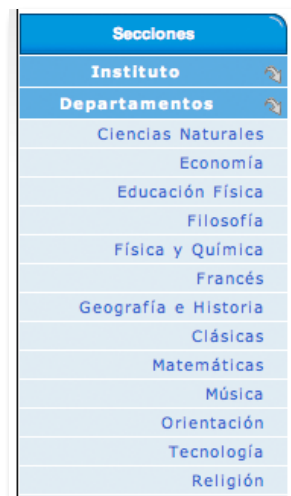 Secciones
Instituto
Departamentos
Ciencias Naturales
Economía
Educación Física
Filosofía
Física y Química
Francés
Geografía e Historia
Clásicas
Matemáticas
Música
Orientación
Tecnología
Religión